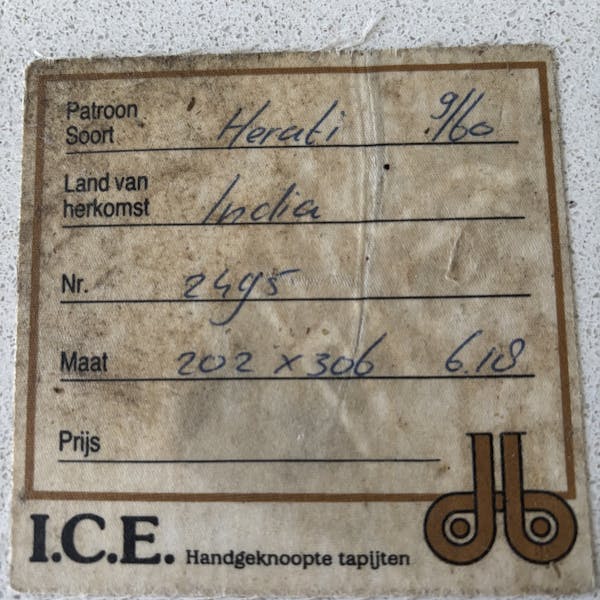 Patroon
Soort Herati 9/60
Land van
herkomst India
Nr. 2495
Maat 202 x 306 6.18
Prijs
I.C.E. Handgeknoopte tapijten